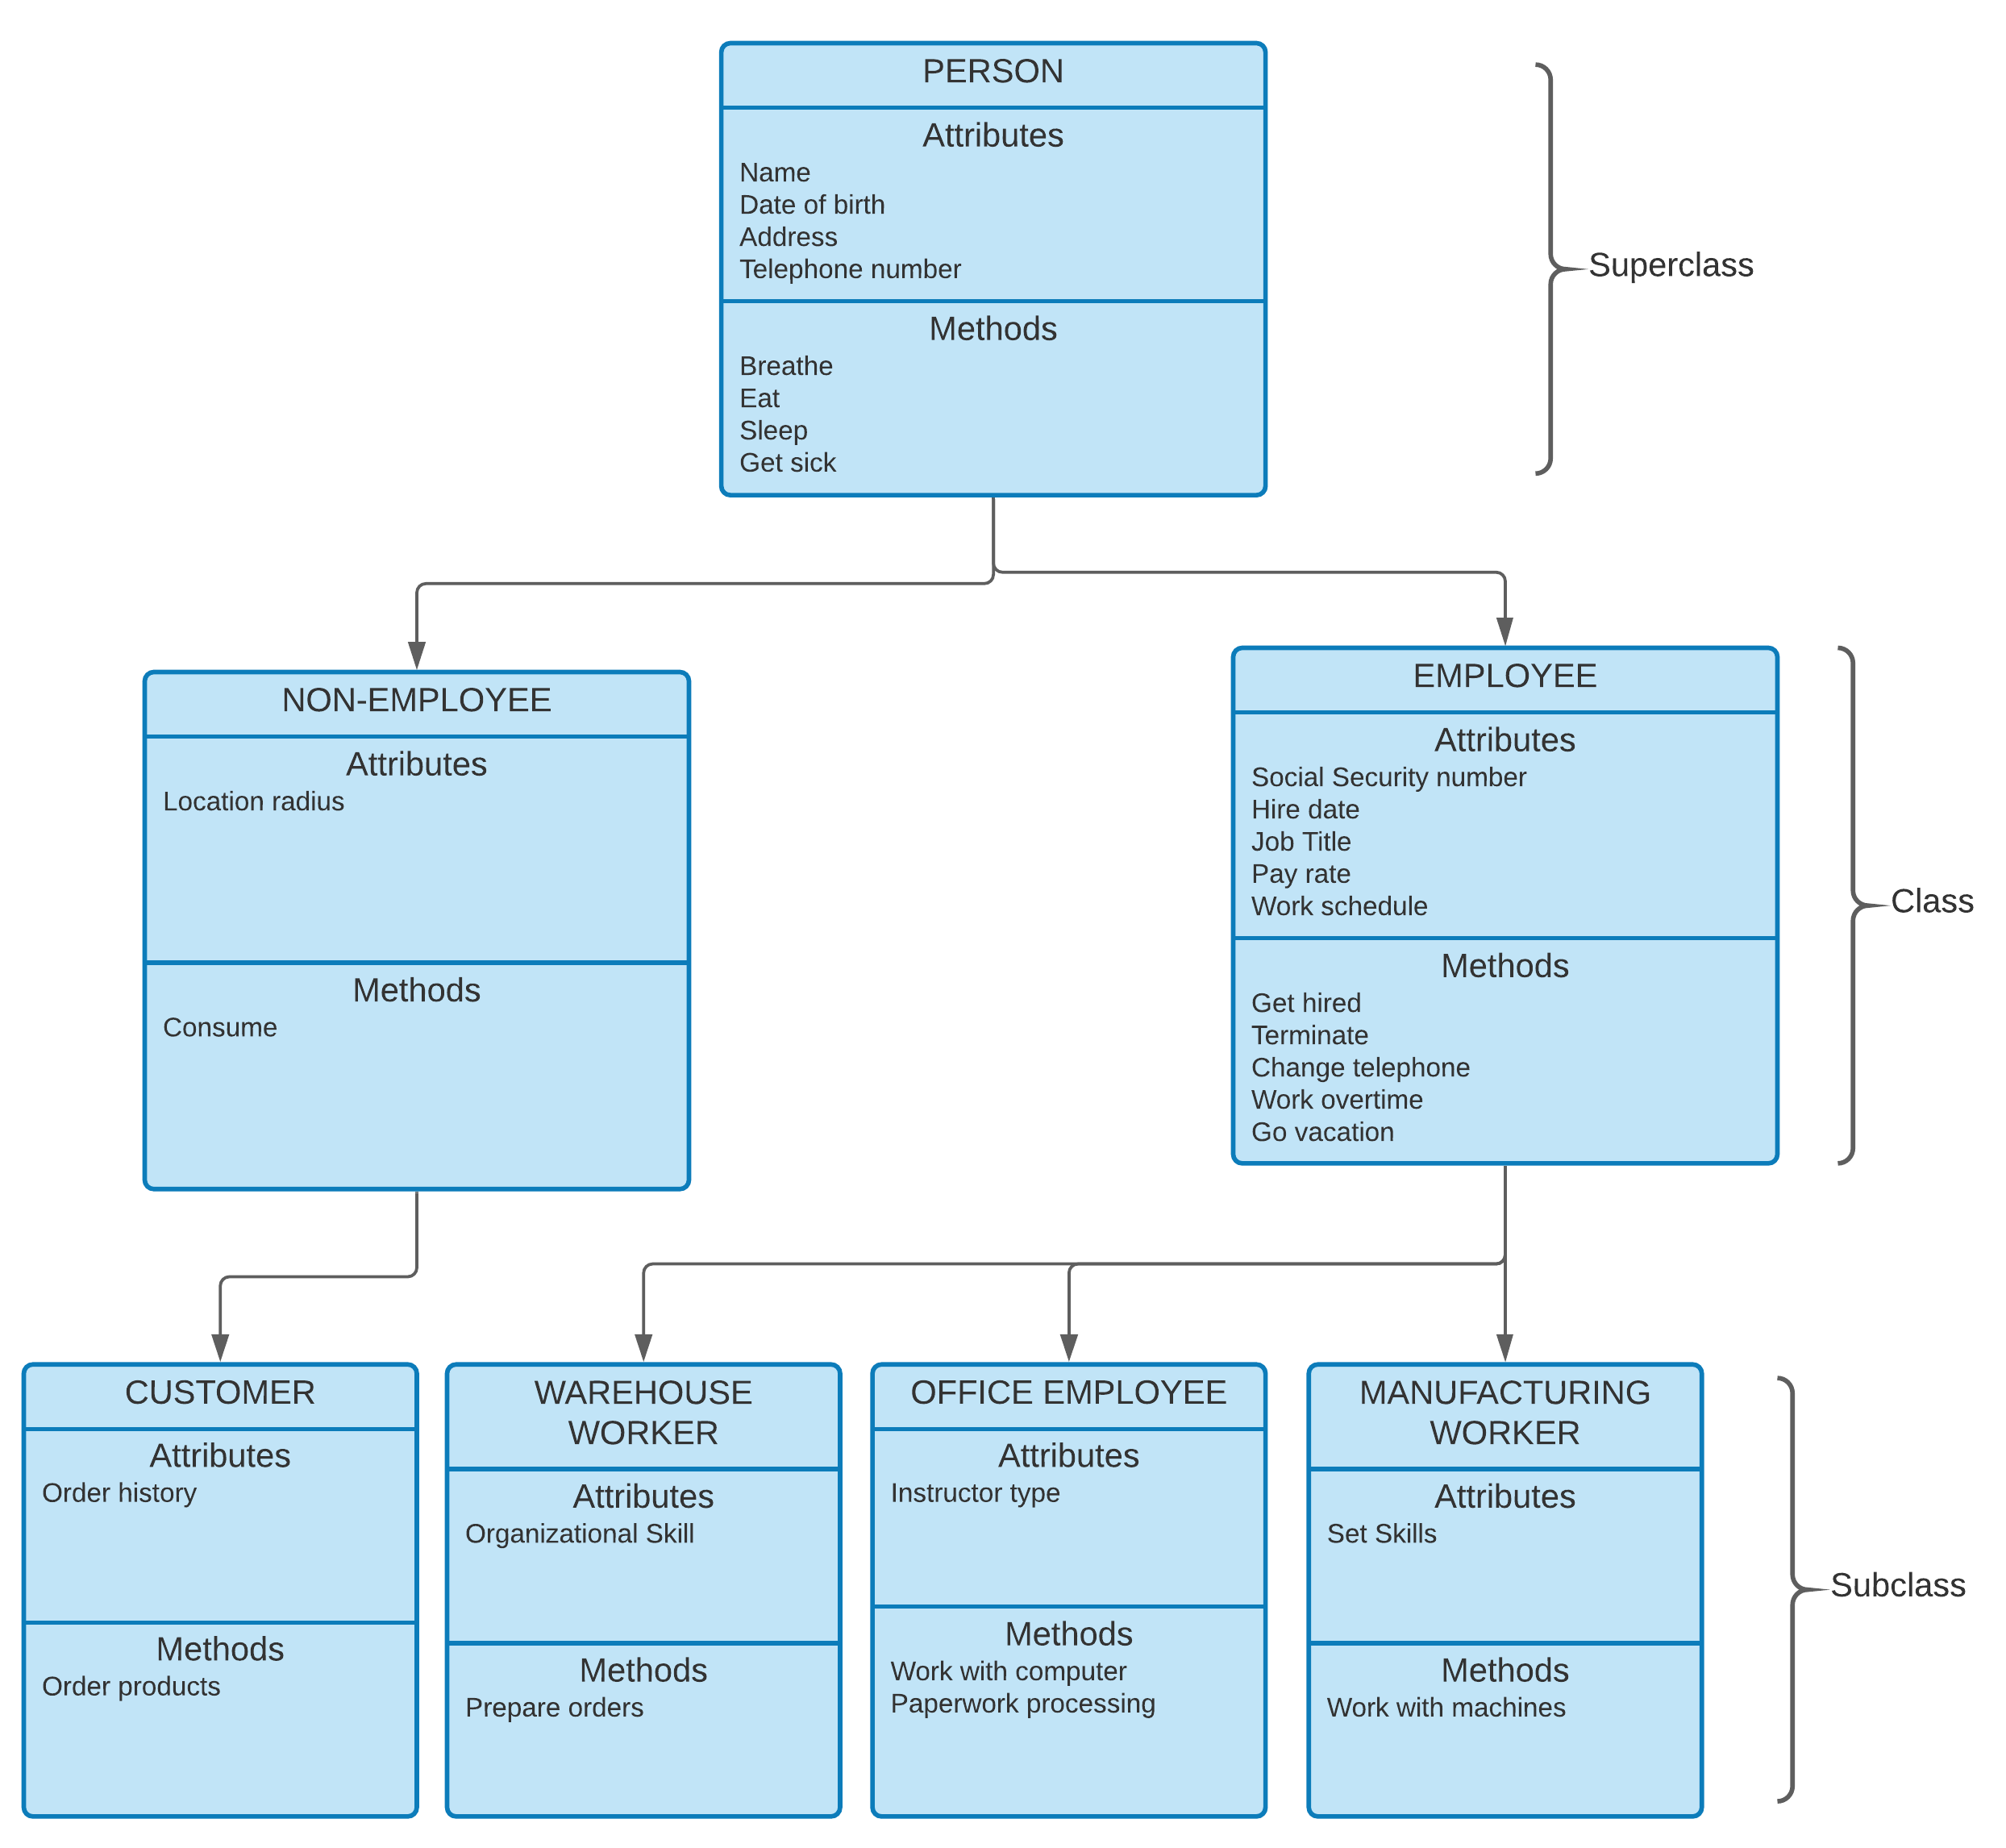 PERSON
Attributes
Name
Date of birth
Address
Telephone number
Methods
Breathe
Eat
Sleep
Get sick
Superclass
NON-EMPLOYEE
Attributes
Location radius
Methods
Consume
EMPLOYEE
Attributes
Social Security number
Hire date
Job Title
Pay rate
Work schedule
Methods
Get hired
Terminate
Change telephone
Work overtime
Go vacation
Class
CUSTOMER
Attributes
Order history
Methods
Order products
WAREHOUSE
WORKER
Attributes
Organizational Skill
Methods
Prepare orders
OFFICE EMPLOYEE
Attributes
Instructor type
Methods
Work with computer
Paperwork processing
MANUFACTURING
WORKER
Attributes
Set Skills
Methods
Work with machines
Subclass